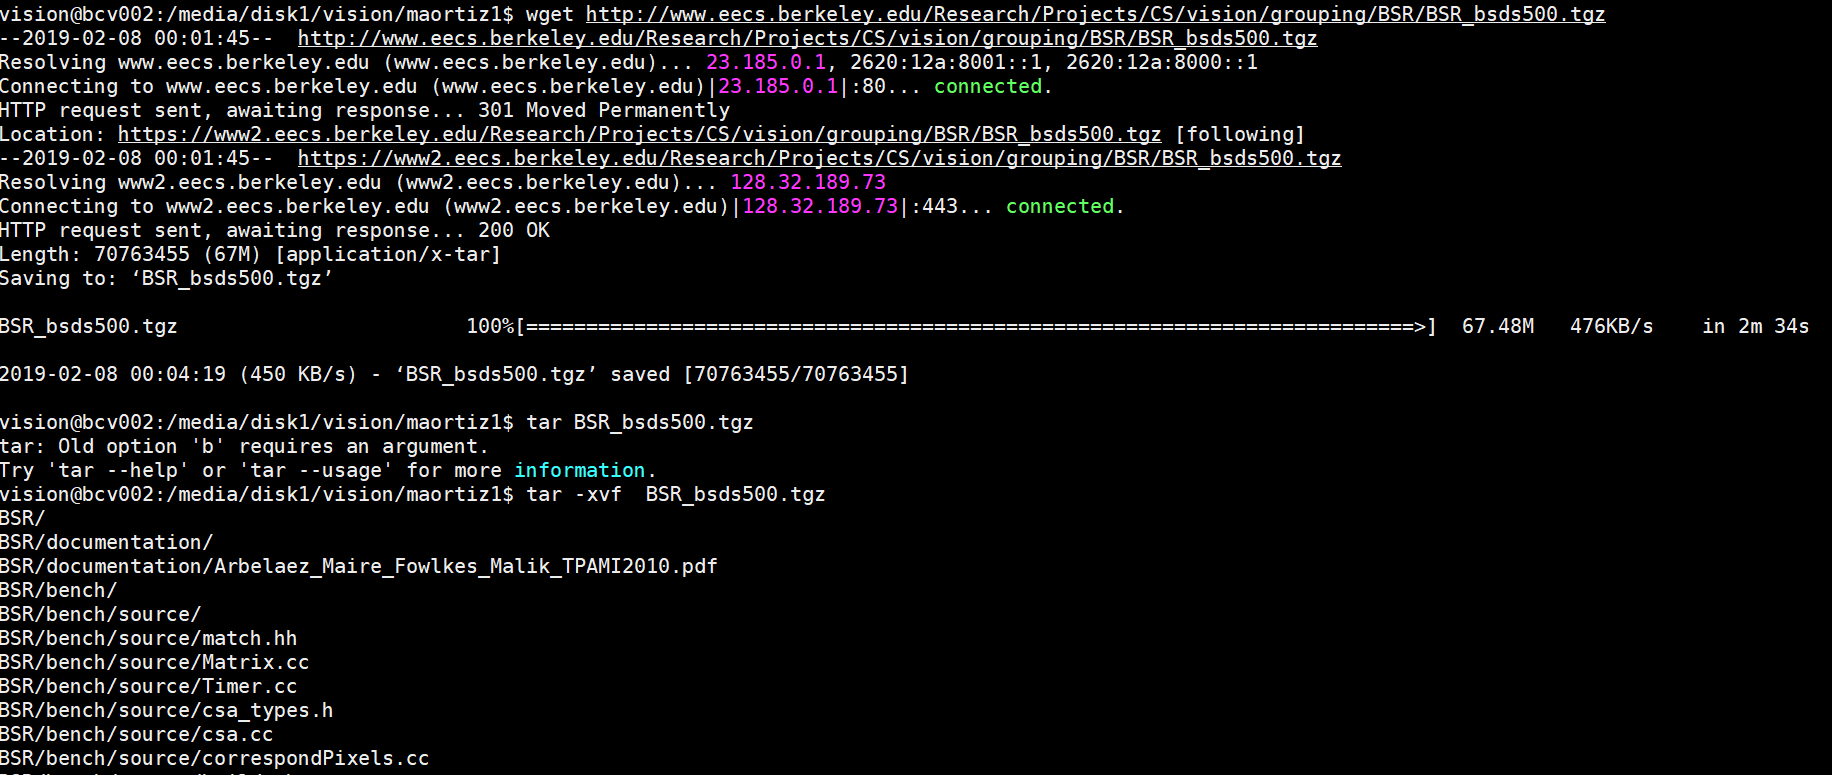 vision@bcv002:/media/disk1/vision/maortiz1$ wget http://www.eecs.berkeley.edu/Research/Projects/CS/vision/grouping/BSR/BSR_bsds500.tgz
--2019-02-08 00:01:45--  http://www.eecs.berkeley.edu/Research/Projects/CS/vision/grouping/BSR/BSR_bsds500.tgz
Resolving www.eecs.berkeley.edu (www.eecs.berkeley.edu)... 23.185.0.1, 2620:12a:8001::1, 2620:12a:8000::1
Connecting to www.eecs.berkeley.edu (www.eecs.berkeley.edu)|23.185.0.1|:80... connected.
HTTP request sent, awaiting response... 301 Moved Permanently
Location: https://www2.eecs.berkeley.edu/Research/Projects/CS/vision/grouping/BSR/BSR_bsds500.tgz [following]
--2019-02-08 00:01:45--  https://www2.eecs.berkeley.edu/Research/Projects/CS/vision/grouping/BSR/BSR_bsds500.tgz
Resolving www2.eecs.berkeley.edu (www2.eecs.berkeley.edu)... 128.32.189.73
Connecting to www2.eecs.berkeley.edu (www2.eecs.berkeley.edu)|128.32.189.73|:443... connected.
HTTP request sent, awaiting response... 200 OK
Length: 70763455 (67M) [application/x-tar]
Saving to: ‘BSR_bsds500.tgz’
BSR_bsds500.tgz                        100%[==========================================================================>]  67.48M   476KB/s    in 2m 34s
2019-02-08 00:04:19 (450 KB/s) - ‘BSR_bsds500.tgz’ saved [70763455/70763455]
vision@bcv002:/media/disk1/vision/maortiz1$ tar BSR_bsds500.tgz
tar: Old option 'b' requires an argument.
Try 'tar --help' or 'tar --usage' for more information.
vision@bcv002:/media/disk1/vision/maortiz1$ tar -xvf  BSR_bsds500.tgz
BSR/
BSR/documentation/
BSR/documentation/Arbelaez_Maire_Fowlkes_Malik_TPAMI2010.pdf
BSR/bench/
BSR/bench/source/
BSR/bench/source/match.hh
BSR/bench/source/Matrix.cc
BSR/bench/source/Timer.cc
BSR/bench/source/csa_types.h
BSR/bench/source/csa.cc
BSR/bench/source/correspondPixels.cc